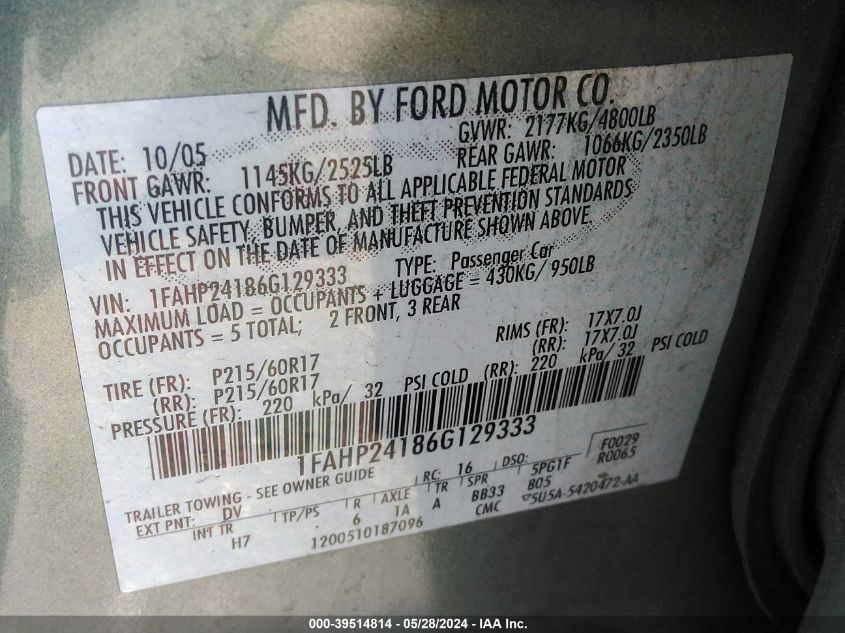 MFD. BY FORD MOTOR CO.
DATE: 10/05 GVWR: 2177KG/4800LB
FRONT GAWR: 1145KG/2525LB REAR GAWR: 1066KG/2350LB
THIS VEHICLE CONFORMS TO ALL APPLICABLE FEDERAL MOTOR
VEHICLE SAFETY, BUMPER, AND THEFT PREVENTION STANDARDS
IN EFFECT ON THE DATE OF MANUFACTURE SHOWN ABOVE
VIN: 1FAHP24186G129333 TYPE: Passenger Car
MAXIMUM LOAD = OCCUPANTS + LUGGAGE = 430KG/ 950LB
OCCUPANTS = 5 TOTAL; 2 FRONT, 3 REAR
TIRE (FR): P215/60R17 RIMS (FR): 17X7.0J
(RR): P215/60R17 (RR): 17X7.0J
PRESSURE (FR): 220 kPa/ 32 PSI COLD (RR): 220 kPa/ 32 PSI COLD
1FAHP24186G129333
F0029
R0065
TRAILER TOWING - SEE OWNER GUIDE RC: 16 DSO:
EXT PNT: DV INT TR TP/PS R AXLE TR SPR 5PG1F
H7 6 1A A BB33 805
1200510187096 CMC 5U5A-5420472-AA
000-39514814 - 05/28/2024 - IAA Inc.